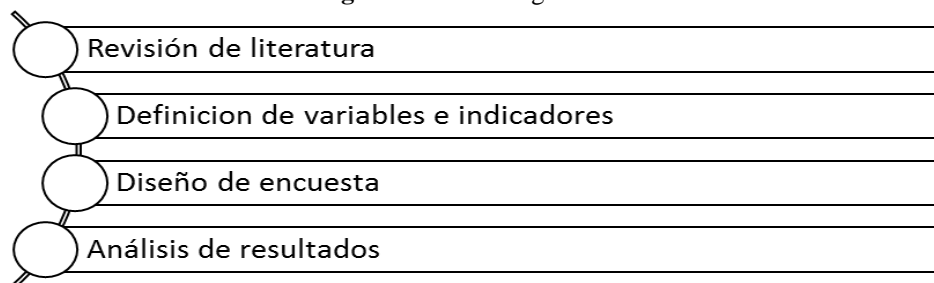 Revisión de literatura
Definicion de variables e indicadores
Diseño de encuesta
Análisis de resultados